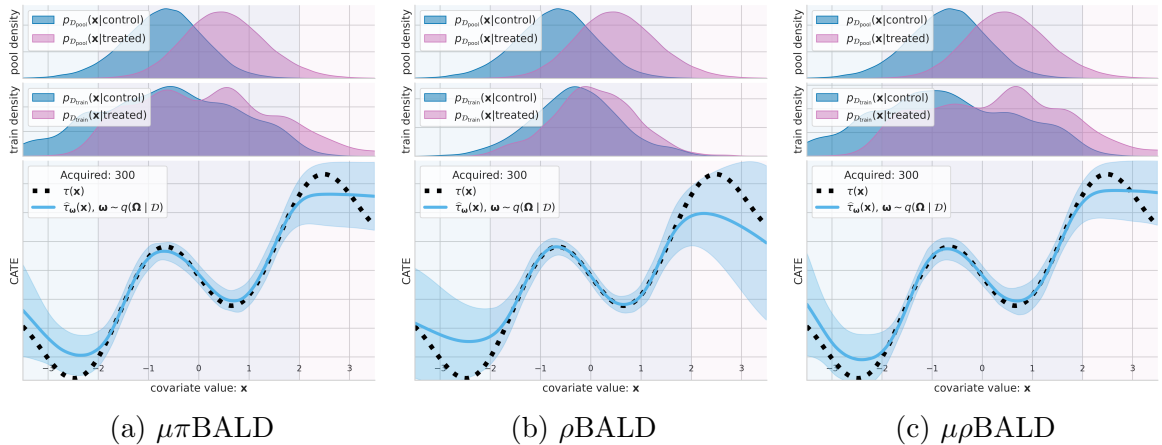 pool density
p_{D_pool}(x|control)
p_{D_pool}(x|treated)
train density
p_{D_train}(x|control)
p_{D_train}(x|treated)
CATE
Acquired: 300
τ(x)
τ̂_ω(x), ω ~ q(Ω | D)
−3 −2 −1 0 1 2 3
covariate value: x
(a) μπBALD
pool density
p_{D_pool}(x|control)
p_{D_pool}(x|treated)
train density
p_{D_train}(x|control)
p_{D_train}(x|treated)
CATE
Acquired: 300
τ(x)
τ̂_ω(x), ω ~ q(Ω | D)
−3 −2 −1 0 1 2 3
covariate value: x
(b) ρBALD
pool density
p_{D_pool}(x|control)
p_{D_pool}(x|treated)
train density
p_{D_train}(x|control)
p_{D_train}(x|treated)
CATE
Acquired: 300
τ(x)
τ̂_ω(x), ω ~ q(Ω | D)
−3 −2 −1 0 1 2 3
covariate value: x
(c) μρBALD